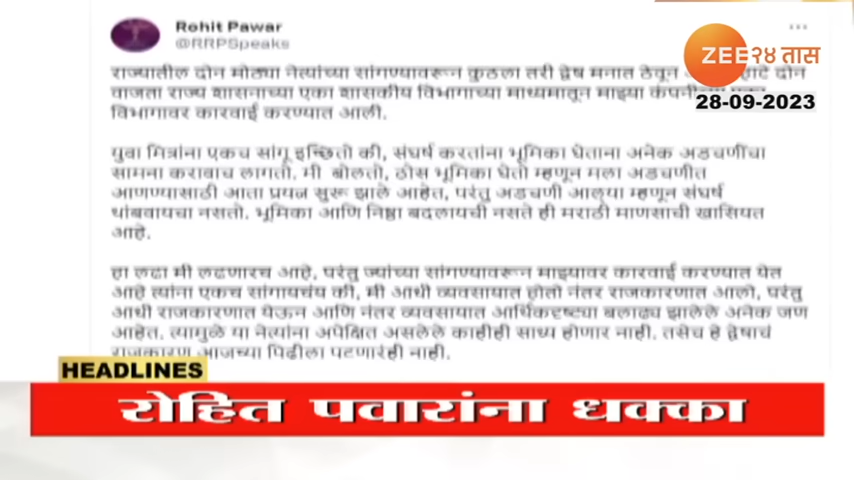 Rohit Pawar
@RRPSpeaks
ZEE २४ तास
28-09-2023
राज्यातील दोन मोठ्या नेत्यांच्या सांगण्यावरून कुठला तरी द्वेष मनात ठेवून दोन
वाजता राज्य शासनाच्या एका शासकीय विभागाच्या माध्यमातून माझ्या
विभागावर कारवाई करण्यात आली.
युवा मित्रांना एकच सांगू इच्छितो की, संघर्ष करतांना भूमिका घेताना अनेक अडचणींचा
सामना करावाच लागतो. मी बोलतो, ठोस भूमिका घेतो म्हणून मला अडचणीत
आणण्यासाठी आता प्रयत्न सुरू झाले आहेत, परंतु अडचणी आल्या म्हणून संघर्ष
थांबवायचा नसतो. भूमिका आणि निष्ठा बदलायची नसते ही मराठी माणसाची खासियत
आहे.
हा लढा मी लढणारच आहे, परंतु ज्यांच्या सांगण्यावरून माझ्यावर कारवाई करण्यात येत
आहे त्यांना एकच सांगायचंय की, मी आधी व्यवसायात होतो नंतर राजकारणात आलो, परंतु
आधी राजकारणात येऊन आणि नंतर व्यवसायात आर्थिकदृष्ट्या बलाढ्य झालेले अनेक जण
आहेत. त्यामुळे या नेत्यांना अपेक्षित असलेले काहीही साध्य होणार नाही. तसेच हे द्वेषाचं
राजकारण आजच्या पिढीला पटणारंही नाही.
HEADLINES
रोहित पवारांना धक्का